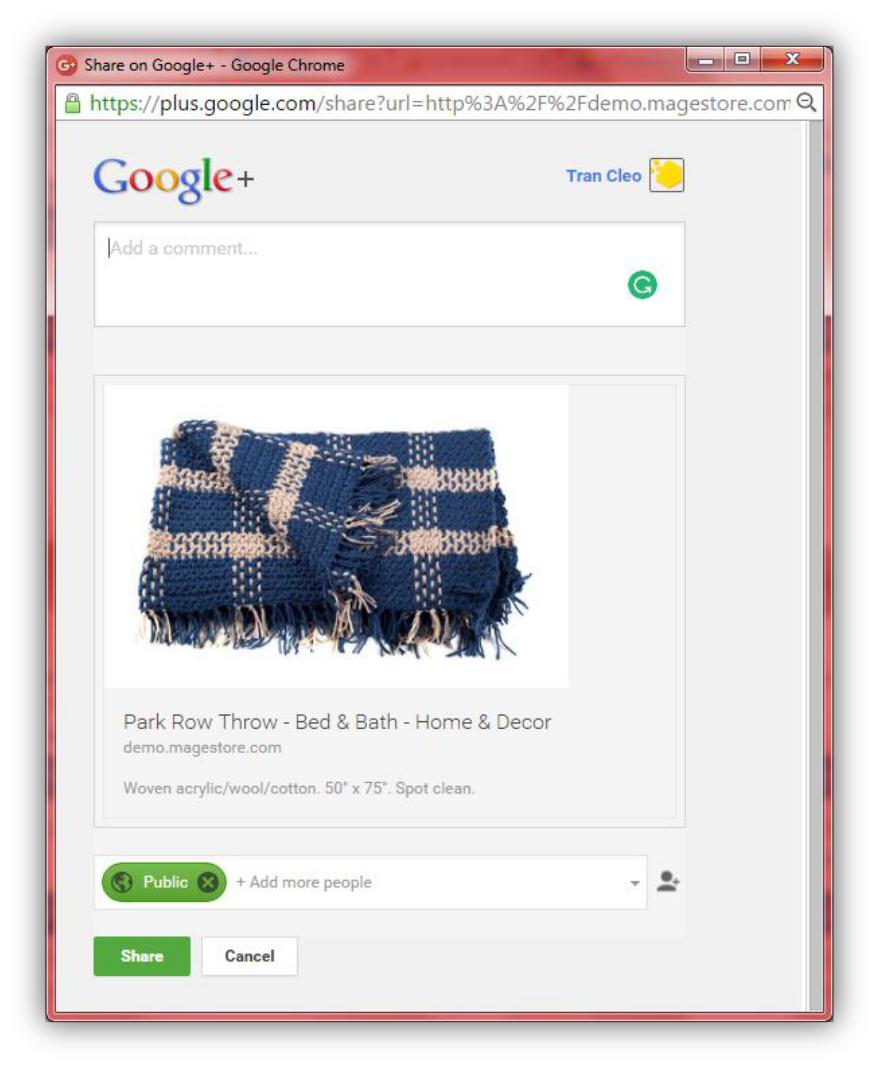 Share on Google+ - Google Chrome
https://plus.google.com/share?url=http%3A%2F%2Fdemo.magestore.com
Google+
Tran Cleo
Add a comment...
Park Row Throw - Bed & Bath - Home & Decor
demo.magestore.com
Woven acrylic/wool/cotton. 50" x 75". Spot clean.
Public + Add more people
Share Cancel